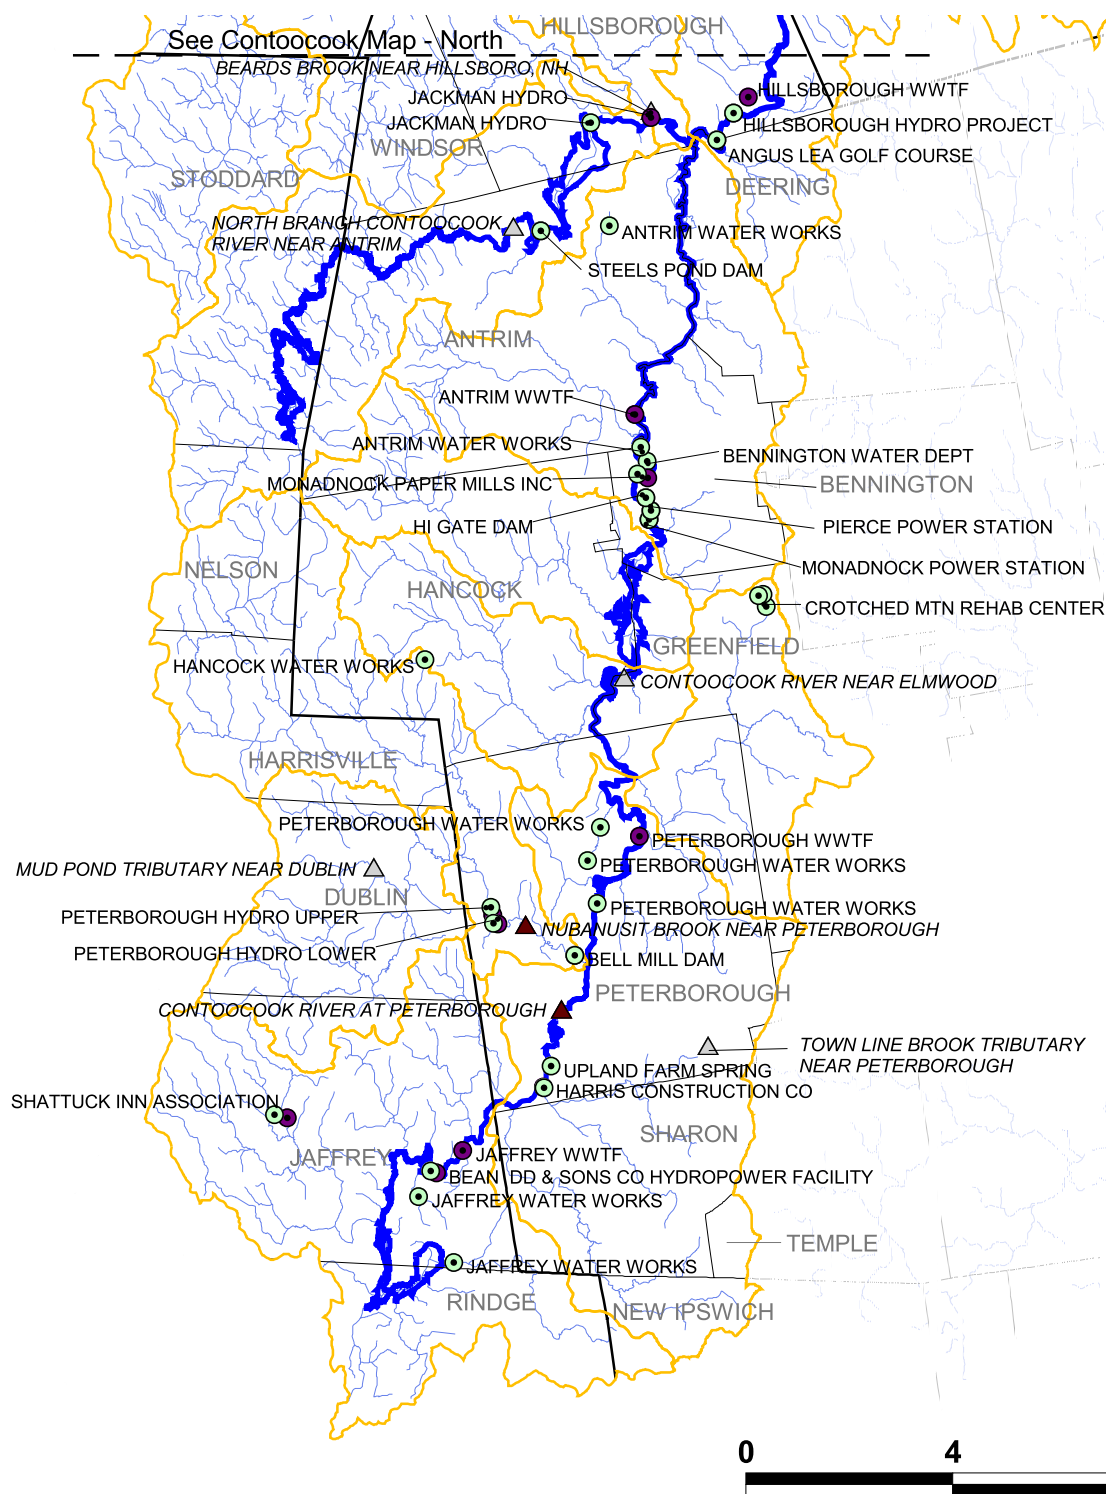 HILLSBOROUGH
See Contoocook Map - North
BEARDS BROOK NEAR HILLSBORO, NH
HILLSBOROUGH WWTF
JACKMAN HYDRO
JACKMAN HYDRO
HILLSBOROUGH HYDRO PROJECT
WINDSOR
ANGUS LEA GOLF COURSE
STODDARD
DEERING
NORTH BRANCH CONTOOCOOK
RIVER NEAR ANTRIM
ANTRIM WATER WORKS
STEELS POND DAM
ANTRIM
ANTRIM WWTF
ANTRIM WATER WORKS
BENNINGTON WATER DEPT
MONADNOCK PAPER MILLS INC
BENNINGTON
HI GATE DAM
PIERCE POWER STATION
MONADNOCK POWER STATION
NELSON
HANCOCK
CROTCHED MTN REHAB CENTER
GREENFIELD
HANCOCK WATER WORKS
CONTOOCOOK RIVER NEAR ELMWOOD
HARRISVILLE
PETERBOROUGH WATER WORKS
PETERBOROUGH WWTF
PETERBOROUGH WATER WORKS
MUD POND TRIBUTARY NEAR DUBLIN
DUBLIN
PETERBOROUGH WATER WORKS
PETERBOROUGH HYDRO UPPER
NUBANUSIT BROOK NEAR PETERBOROUGH
PETERBOROUGH HYDRO LOWER
BELL MILL DAM
PETERBOROUGH
CONTOOCOOK RIVER AT PETERBOROUGH
TOWN LINE BROOK TRIBUTARY
NEAR PETERBOROUGH
UPLAND FARM SPRING
HARRIS CONSTRUCTION CO
SHATTUCK INN ASSOCIATION
SHARON
JAFFREY
JAFFREY WWTF
BEAN DD & SONS CO HYDROPOWER FACILITY
JAFFREY WATER WORKS
TEMPLE
JAFFREY WATER WORKS
RINDGE
NEW IPSWICH
0 4